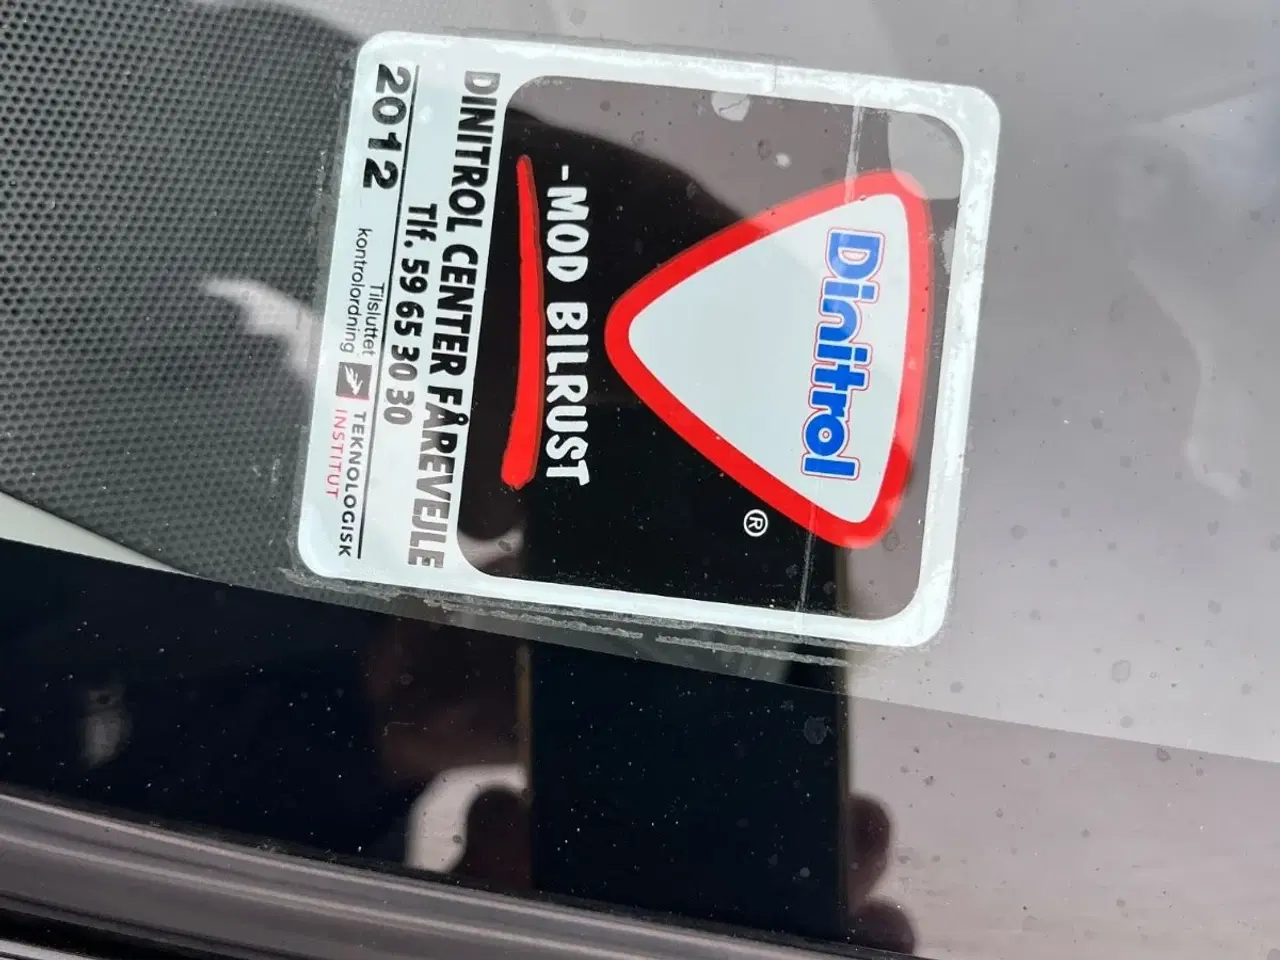 Dinitrol
®
-MOD BILRUST
DINITROL CENTER FÅREVEJLE
Tlf. 59 65 30 30
2012
Tilsluttet
kontrolordning
TEKNOLOGISK
INSTITUT